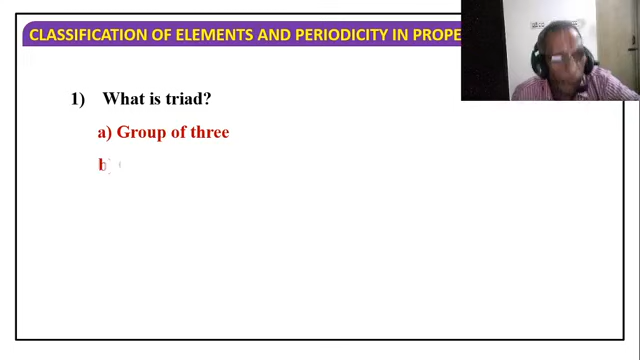 CLASSIFICATION OF ELEMENTS AND PERIODICITY IN PROPE
1) What is triad?
a) Group of three
b)